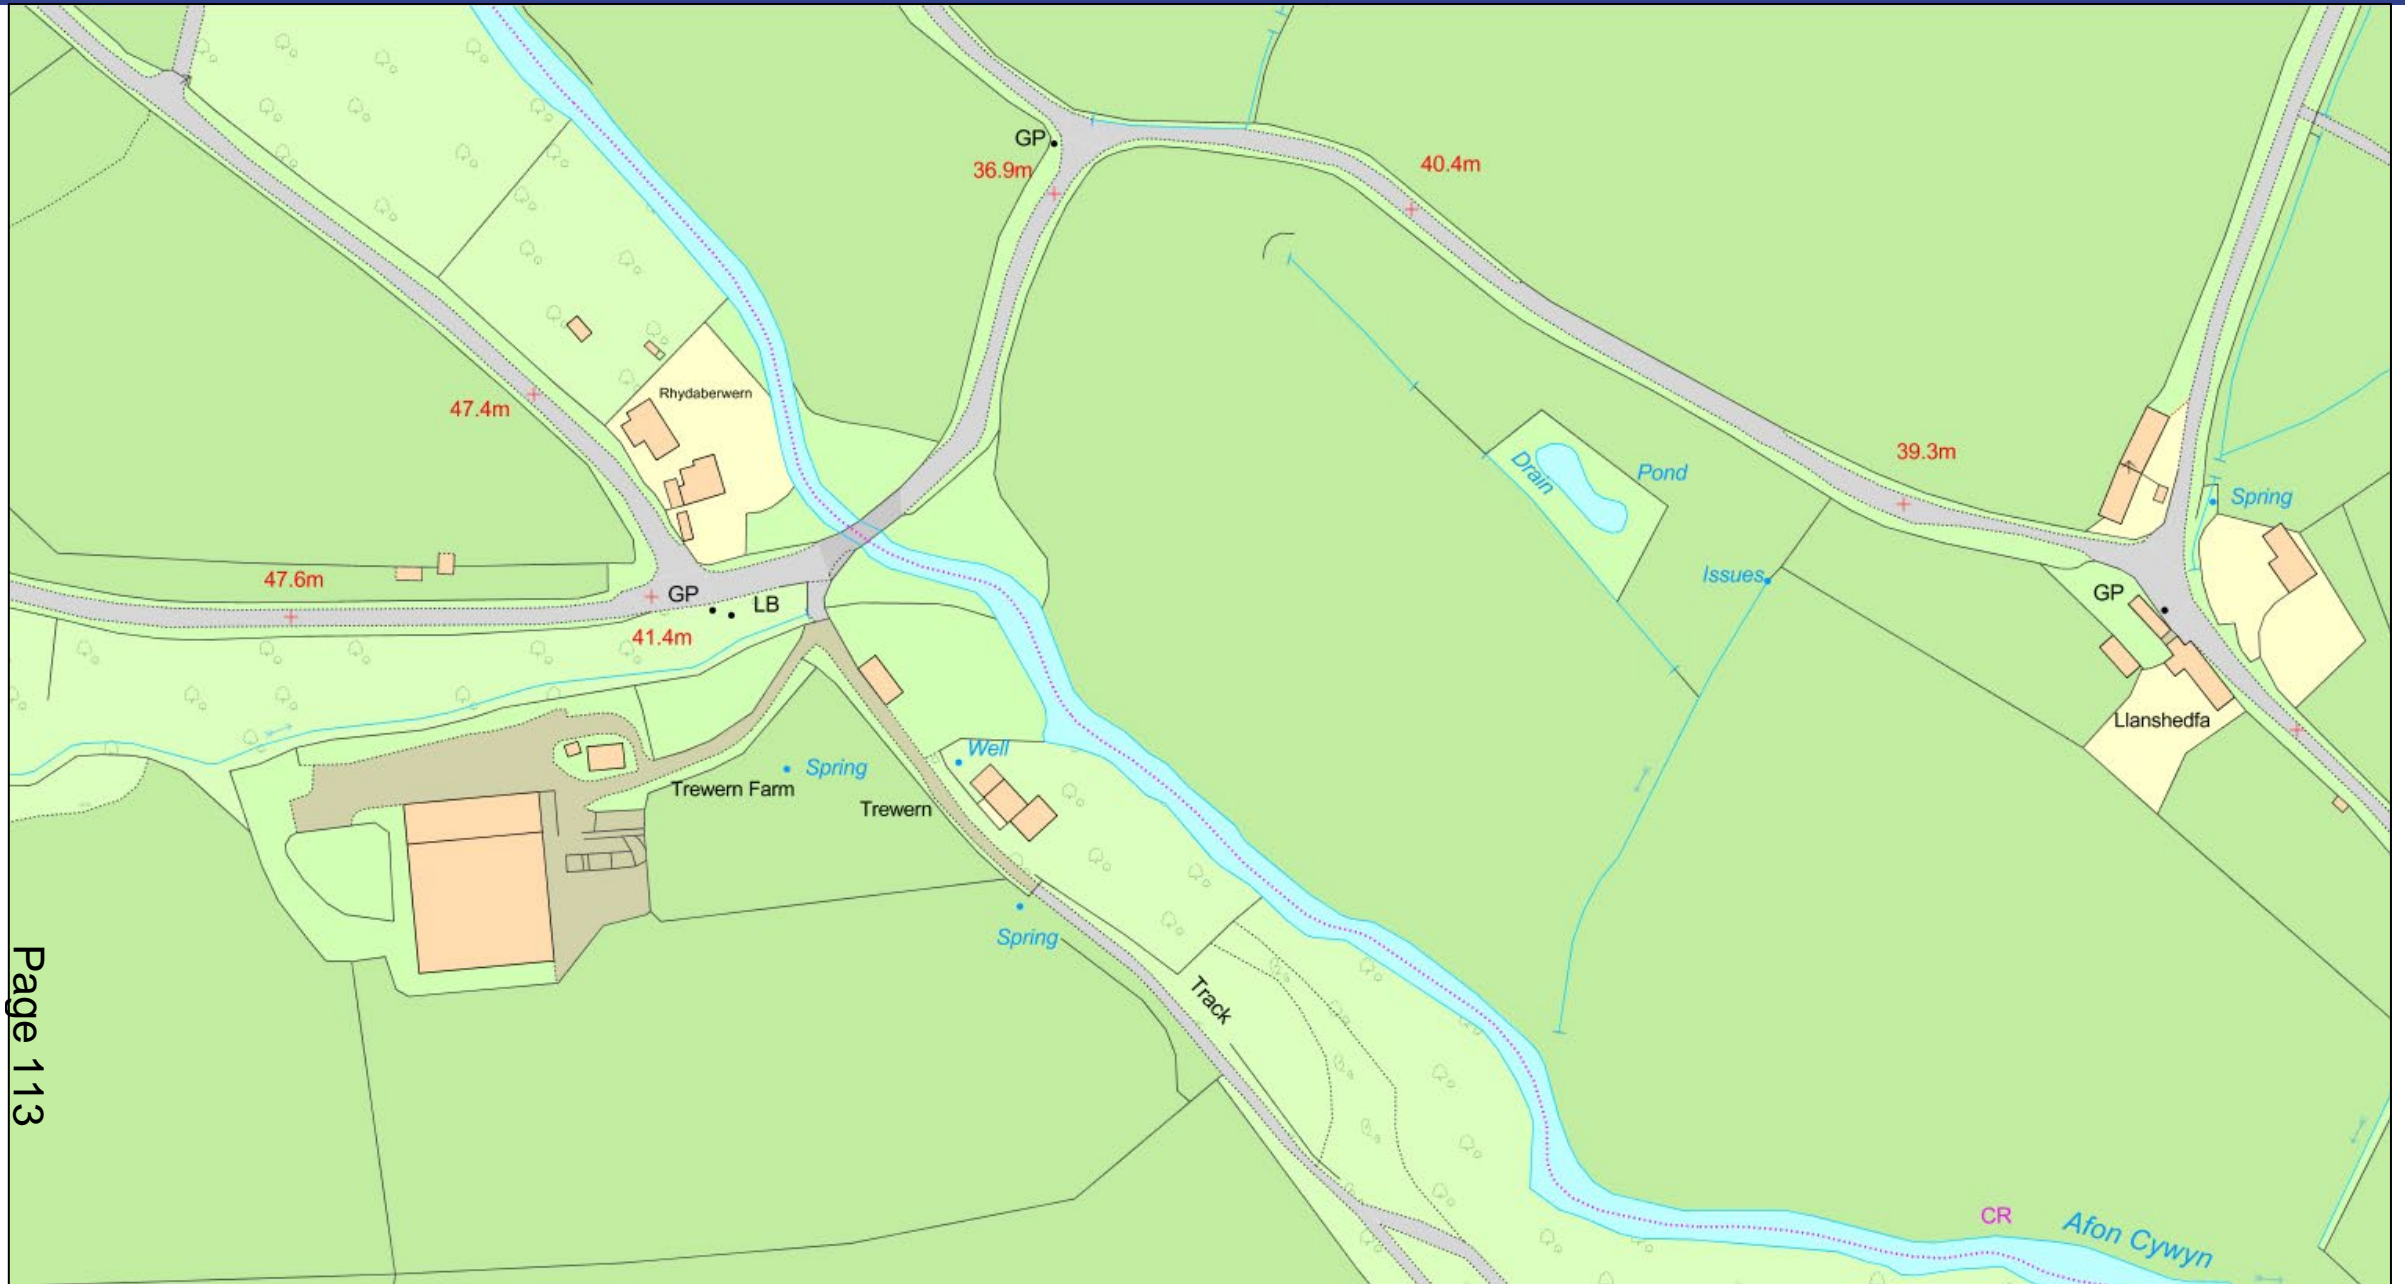 GP
36.9m
40.4m
Rhydaberwern
47.4m
39.3m
Drain
Pond
Spring
47.6m
GP
LB
41.4m
Issues
GP
Llanshedfa
Well
Spring
Trewern Farm
Trewern
Spring
Track
Page 113
CR
Afon Cywyn